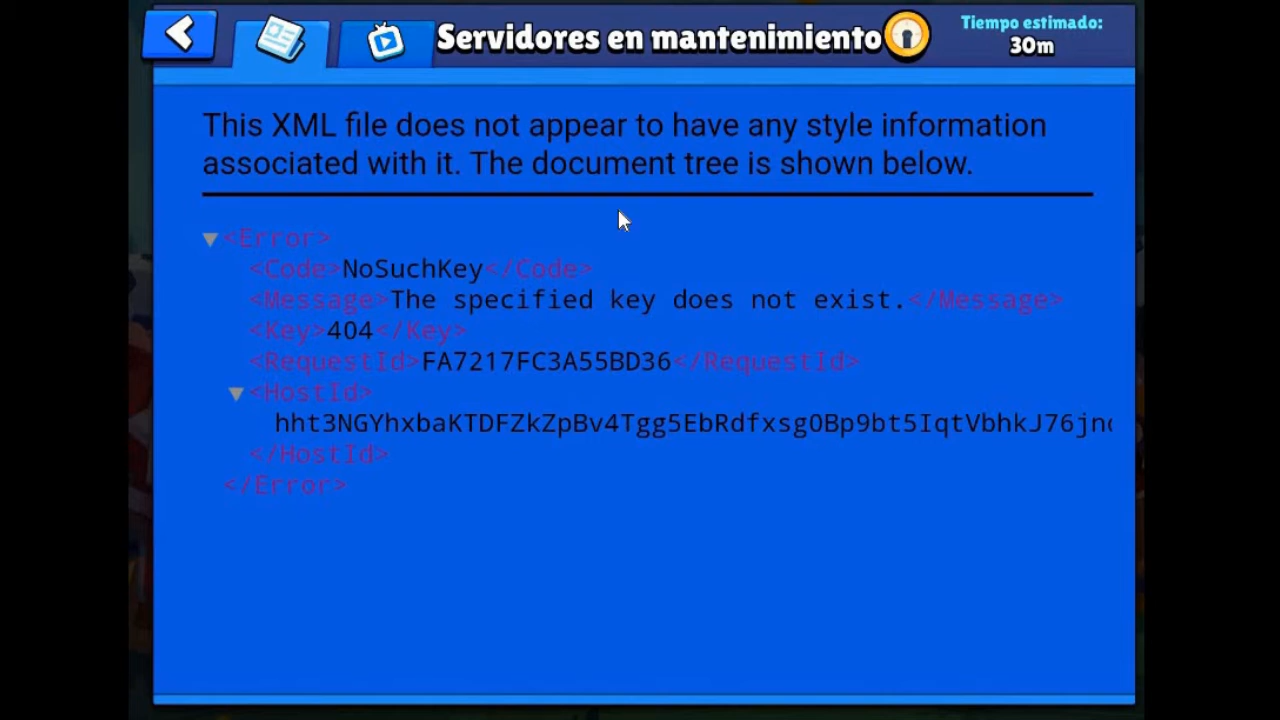 Servidores en mantenimiento
Tiempo estimado:
30m
This XML file does not appear to have any style information
associated with it. The document tree is shown below.
<Error>
<Code>NoSuchKey</Code>
<Message>The specified key does not exist.</Message>
<Key>404</Key>
<RequestId>FA7217FC3A55BD36</RequestId>
<HostId>
hht3NGYhxbaKTDFZkZpBv4Tgg5EbRdfxsg0Bp9bt5IqtVbhkJ76jn
</HostId>
</Error>